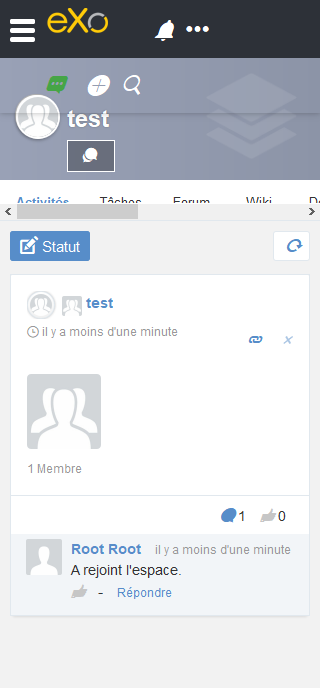 eXo
test
Activités Tâches Forum Wiki
Statut
test
il y a moins d'une minute
1 Membre
1 0
Root Root il y a moins d'une minute
A rejoint l'espace.
- Répondre